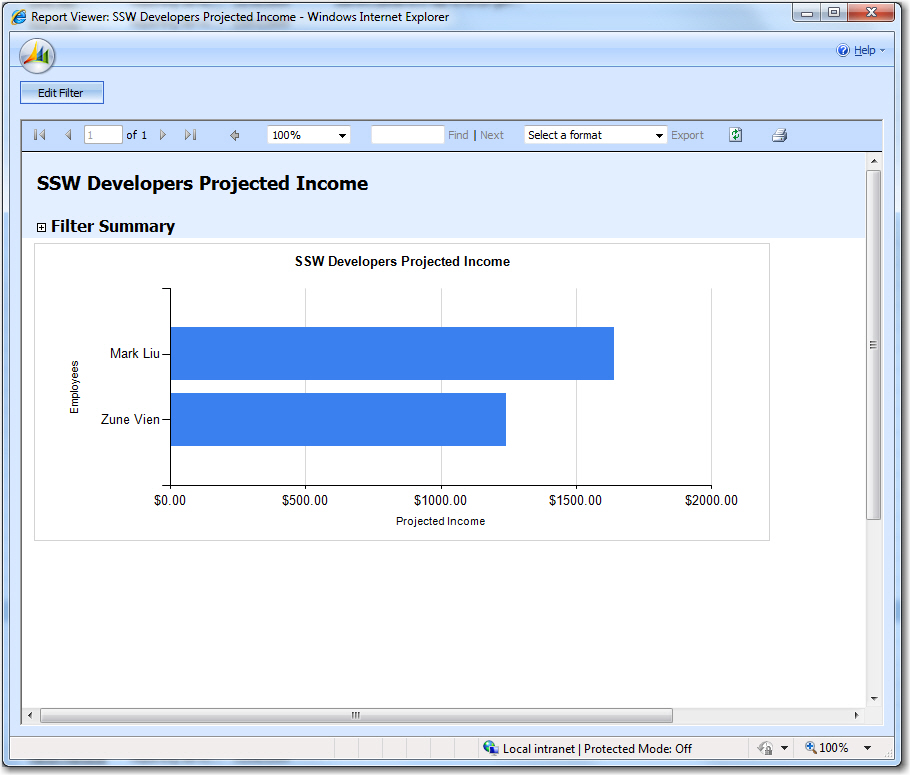 Report Viewer: SSW Developers Projected Income - Windows Internet Explorer
Help
Edit Filter
1 of 1 100% Find | Next Select a format Export
SSW Developers Projected Income
Filter Summary
SSW Developers Projected Income
Employees
Mark Liu
Zune Vien
$0.00 $500.00 $1000.00 $1500.00 $2000.00
Projected Income
Local intranet | Protected Mode: Off 100%